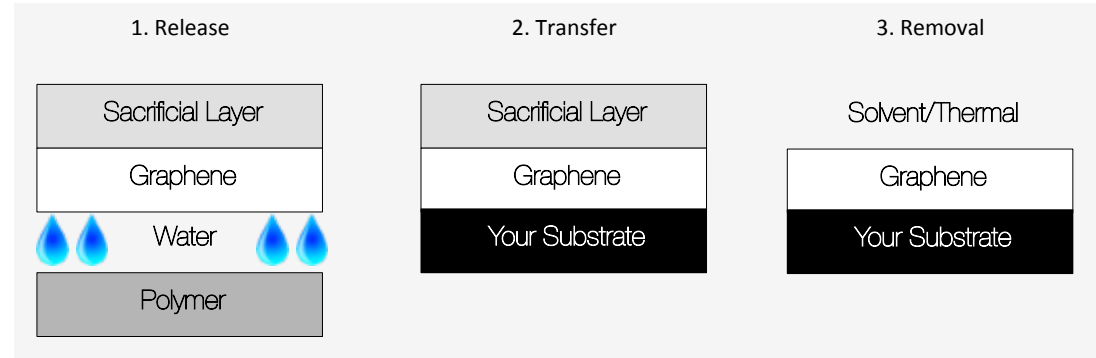 1. Release
Sacrificial Layer
Graphene
Water
Polymer
2. Transfer
Sacrificial Layer
Graphene
Your Substrate
3. Removal
Solvent/Thermal
Graphene
Your Substrate